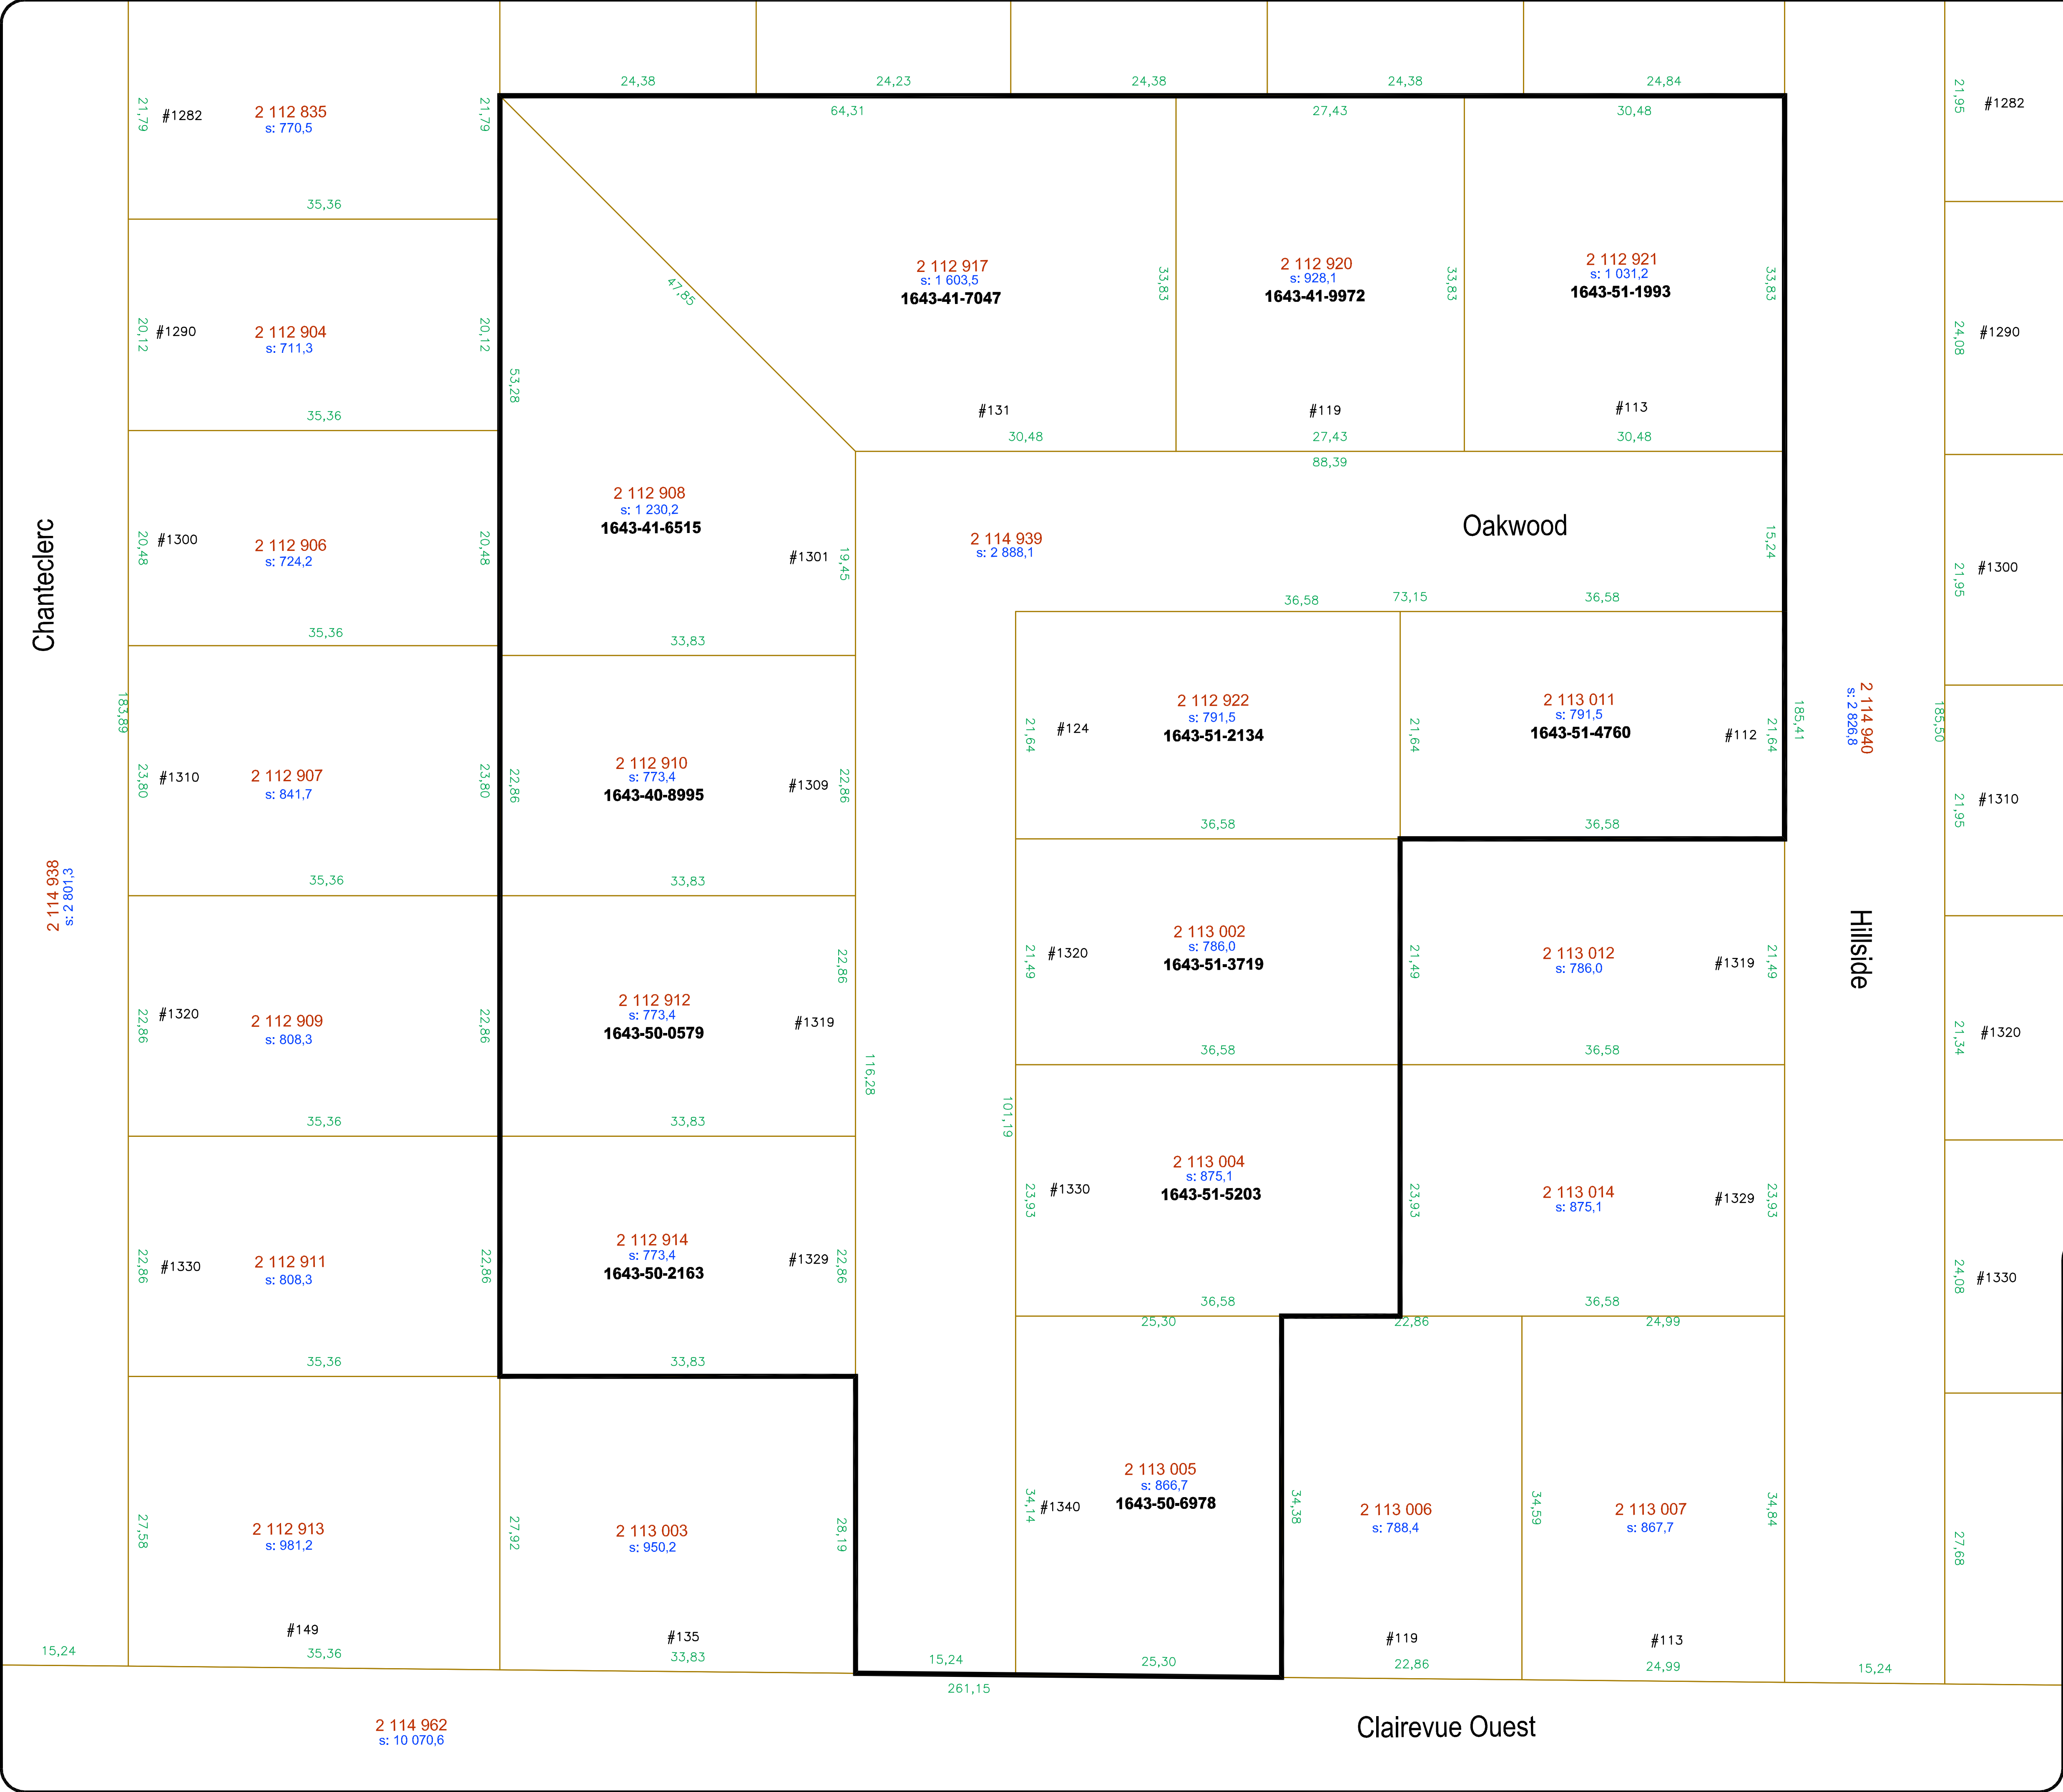 24,38
24,23
24,38
24,38
24,84
64,31
27,43
30,48
21,79
#1282
2 112 835
s: 770,5
21,79
35,36
21,95
#1282
20,12
#1290
2 112 904
s: 711,3
20,12
35,36
47,85
53,28
2 112 917
s: 1 603,5
1643-41-7047
33,83
#131
30,48
2 112 920
s: 928,1
1643-41-9972
33,83
#119
27,43
2 112 921
s: 1 031,2
1643-51-1993
33,83
#113
30,48
88,39
24,08
#1290
Chanteclerc
20,48
#1300
2 112 906
s: 724,2
20,48
35,36
2 112 908
s: 1 230,2
1643-41-6515
#1301
19,45
33,83
2 114 939
s: 2 888,1
Oakwood
15,24
36,58
73,15
36,58
21,95
#1300
183,89
23,80
#1310
2 112 907
s: 841,7
23,80
35,36
22,86
2 112 910
s: 773,4
1643-40-8995
#1309
22,86
33,83
21,64
#124
2 112 922
s: 791,5
1643-51-2134
21,64
36,58
2 113 011
s: 791,5
1643-51-4760
#112
21,64
36,58
185,41
2 114 940
s: 2 826,8
185,50
21,95
#1310
2 114 938
s: 2 801,3
22,86
#1320
2 112 909
s: 808,3
22,86
35,36
2 112 912
s: 773,4
1643-50-0579
22,86
#1319
33,83
116,28
101,19
21,49
#1320
2 113 002
s: 786,0
1643-51-3719
21,49
36,58
2 113 012
s: 786,0
#1319
21,49
36,58
Hillside
21,34
#1320
22,86
#1330
2 112 911
s: 808,3
22,86
35,36
2 112 914
s: 773,4
1643-50-2163
#1329
22,86
33,83
23,93
#1330
2 113 004
s: 875,1
1643-51-5203
23,93
36,58
2 113 014
s: 875,1
#1329
23,93
36,58
24,08
#1330
25,30
22,86
24,99
27,58
2 112 913
s: 981,2
#149
35,36
27,92
2 113 003
s: 950,2
28,19
#135
33,83
34,14
#1340
2 113 005
s: 866,7
1643-50-6978
34,38
2 113 006
s: 788,4
#119
22,86
34,59
2 113 007
s: 867,7
34,84
#113
24,99
27,68
15,24
15,24
25,30
15,24
261,15
2 114 962
s: 10 070,6
Clairevue Ouest